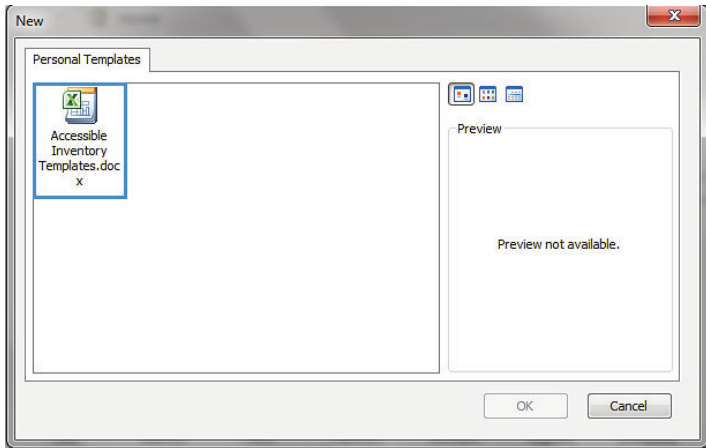 New
Personal Templates
Accessible
Inventory
Templates.doc
x
Preview
Preview not available.
OK
Cancel